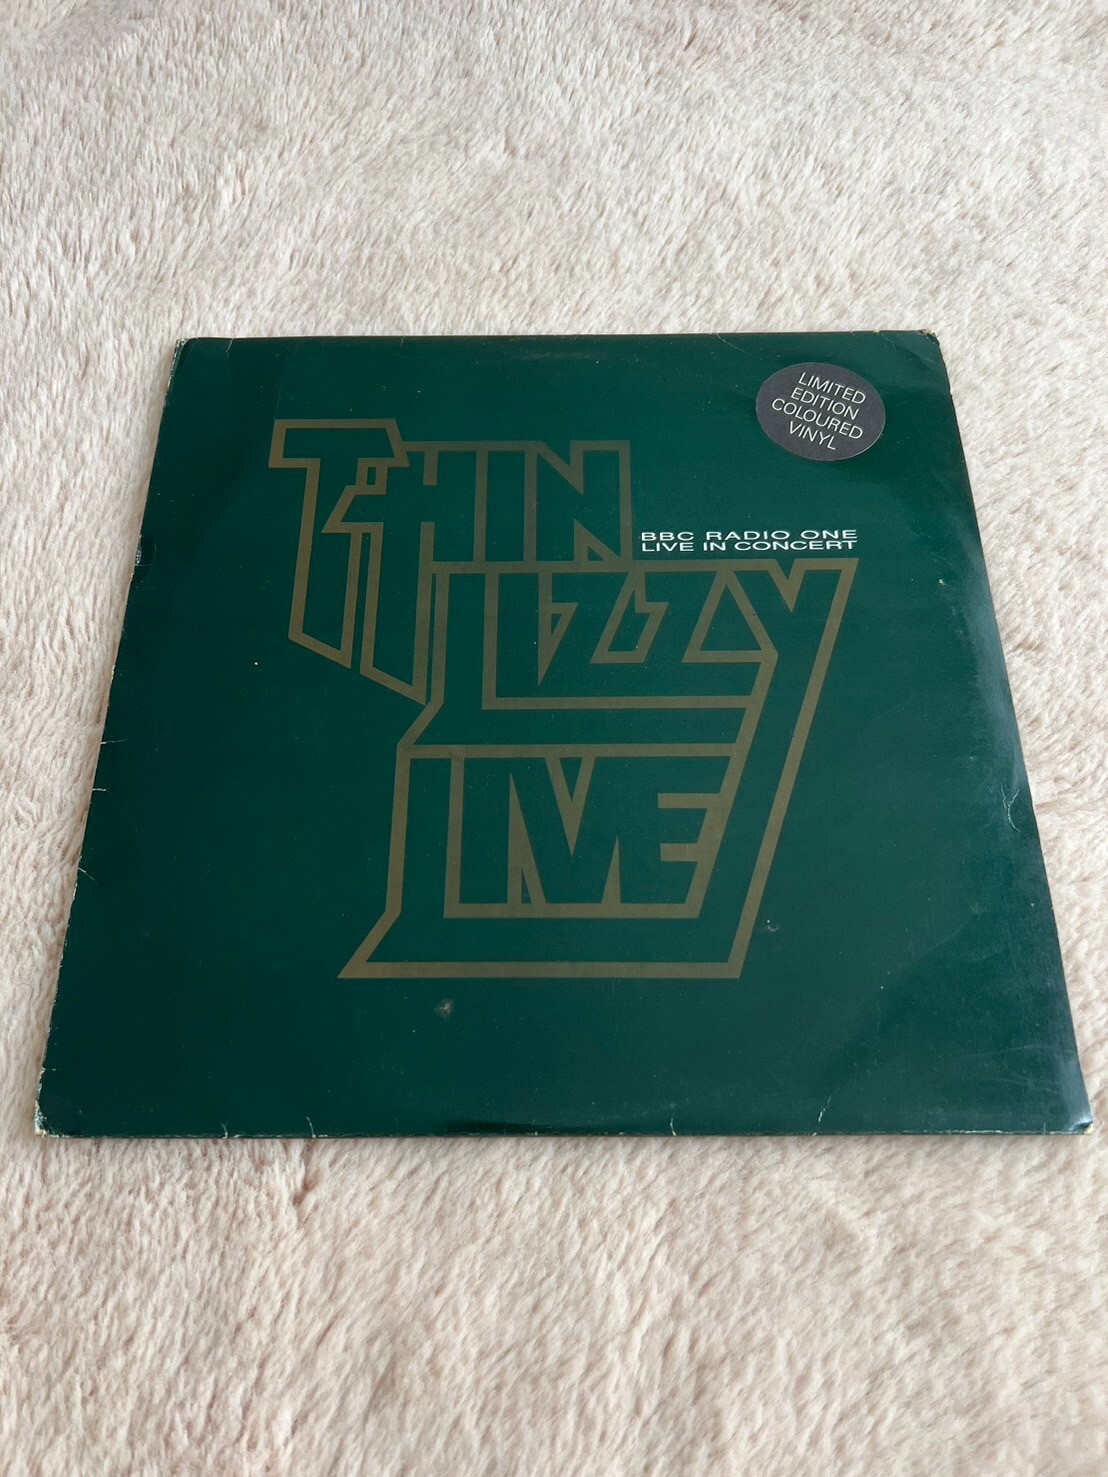 LIMITED
EDITION
COLOURED
VINYL
THIN
BBC RADIO ONE
LIVE IN CONCERT
LIZZY
LIVE